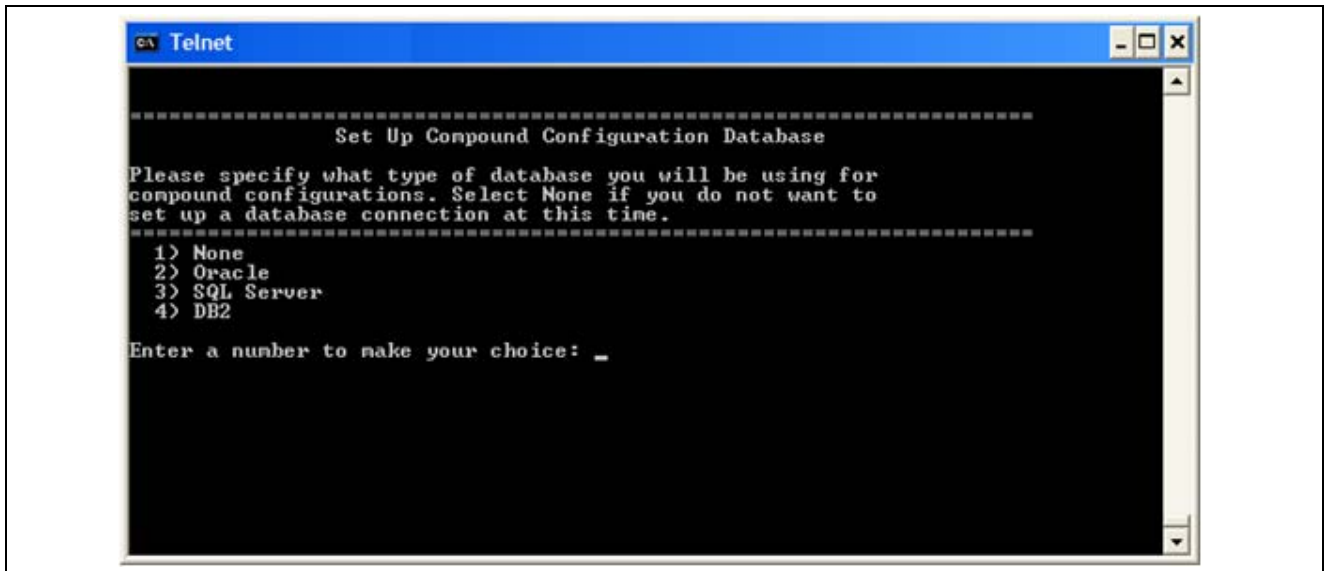 Telnet
======================================================================
Set Up Compound Configuration Database
Please specify what type of database you will be using for
compound configurations. Select None if you do not want to
set up a database connection at this time.
======================================================================
1) None
2) Oracle
3) SQL Server
4) DB2
Enter a number to make your choice: _